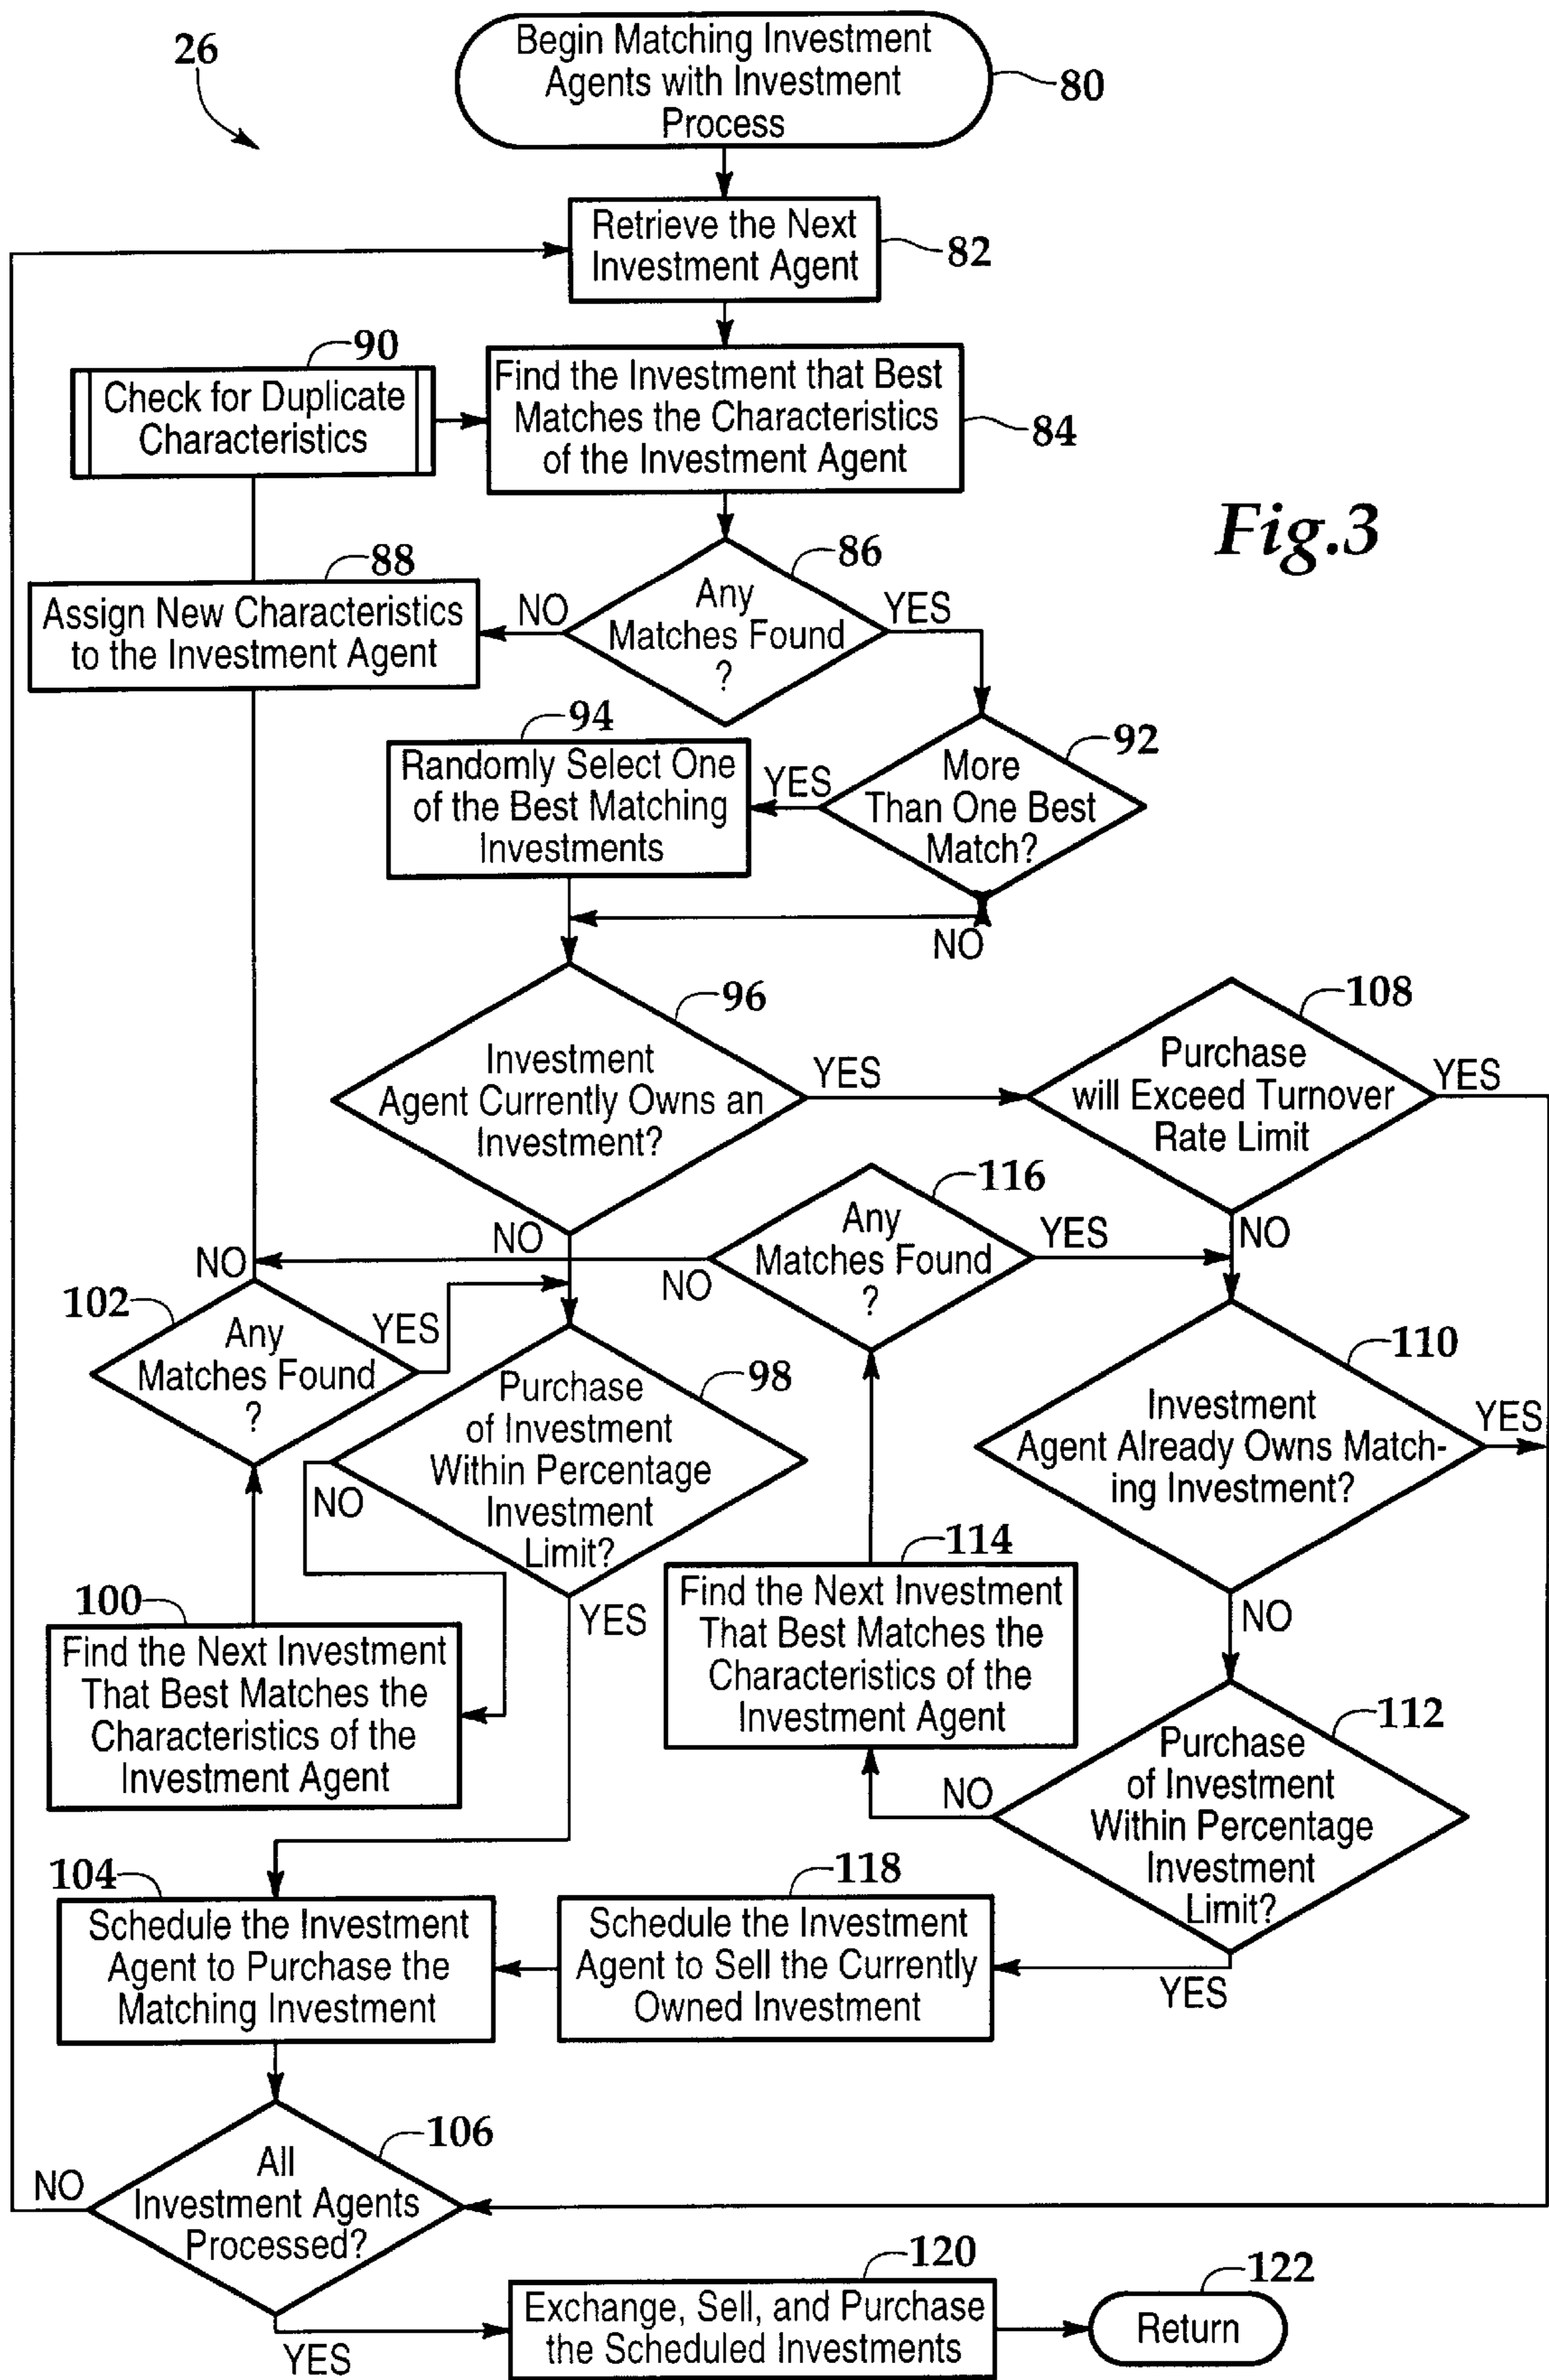 26
Begin Matching Investment
Agents with Investment
Process
80
Retrieve the Next
Investment Agent
82
90
Check for Duplicate
Characteristics
Find the Investment that Best
Matches the Characteristics
of the Investment Agent
84
Fig.3
88
Assign New Characteristics
to the Investment Agent
NO
86
Any
Matches Found
?
YES
94
Randomly Select One
of the Best Matching
Investments
YES
92
More
Than One Best
Match?
NO
96
Investment
Agent Currently Owns an
Investment?
YES
NO
108
Purchase
will Exceed Turnover
Rate Limit
YES
NO
116
Any
Matches Found
?
YES
NO
NO
102
Any
Matches Found
?
YES
98
Purchase
of Investment
Within Percentage
Investment
Limit?
NO
YES
110
Investment
Agent Already Owns Match-
ing Investment?
YES
NO
100
Find the Next Investment
That Best Matches the
Characteristics of the
Investment Agent
114
Find the Next Investment
That Best Matches the
Characteristics of the
Investment Agent
112
Purchase
of Investment
Within Percentage
Investment
Limit?
NO
YES
104
Schedule the Investment
Agent to Purchase the
Matching Investment
118
Schedule the Investment
Agent to Sell the Currently
Owned Investment
106
All
Investment Agents
Processed?
NO
YES
120
Exchange, Sell, and Purchase
the Scheduled Investments
122
Return